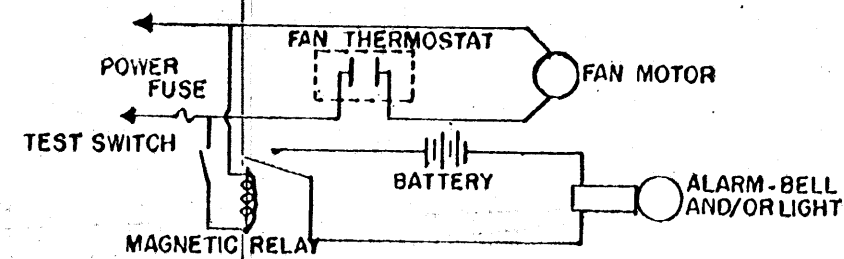 FAN THERMOSTAT
POWER
FUSE
FAN MOTOR
TEST SWITCH
BATTERY
ALARM-BELL
AND/OR LIGHT
MAGNETIC RELAY